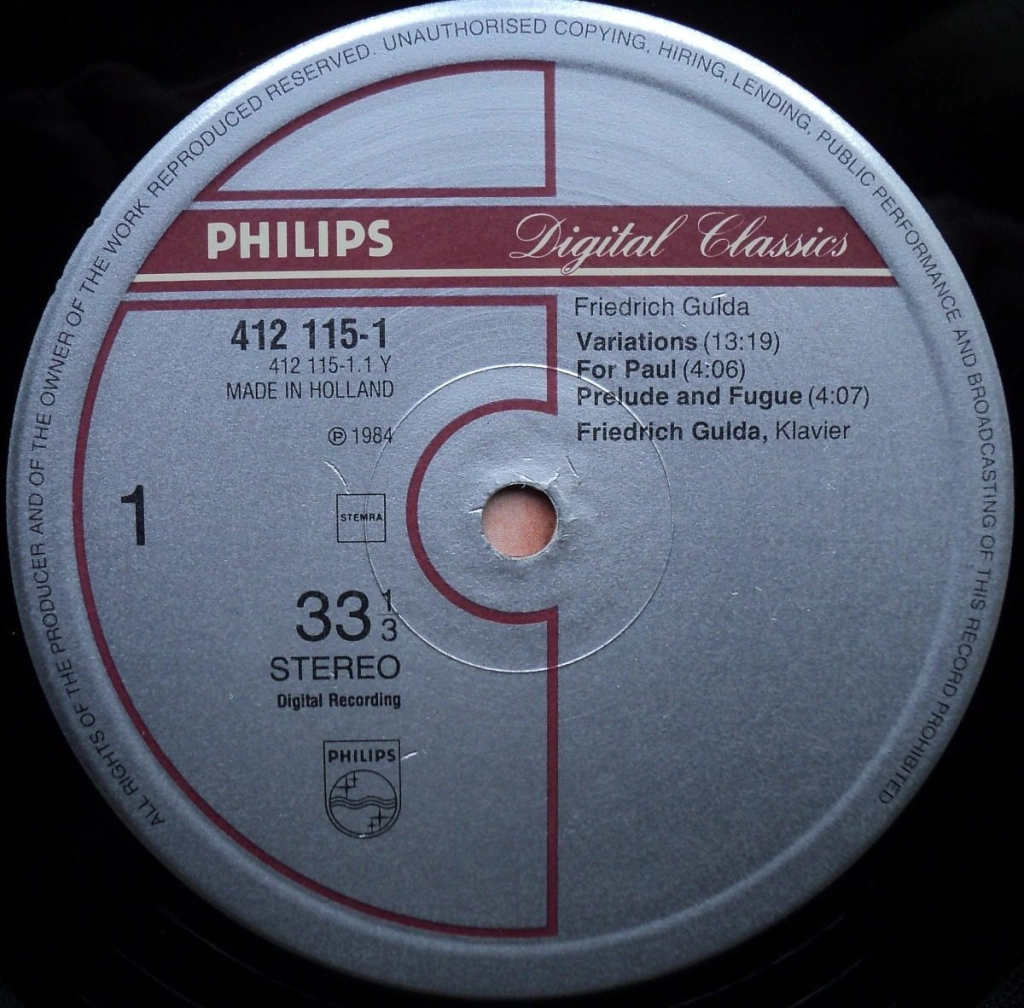 ALL RIGHTS OF THE PRODUCER AND OF THE OWNER OF THE WORK REPRODUCED RESERVED. UNAUTHORISED COPYING, HIRING, LENDING, PUBLIC PERFORMANCE AND BROADCASTING OF THIS RECORD PROHIBITED
PHILIPS Digital Classics
412 115-1
412 115-1.1 Y
MADE IN HOLLAND
Ⓟ 1984
1
STEMRA
33 1/3
STEREO
Digital Recording
PHILIPS
Friedrich Gulda
Variations (13:19)
For Paul (4:06)
Prelude and Fugue (4:07)
Friedrich Gulda, Klavier